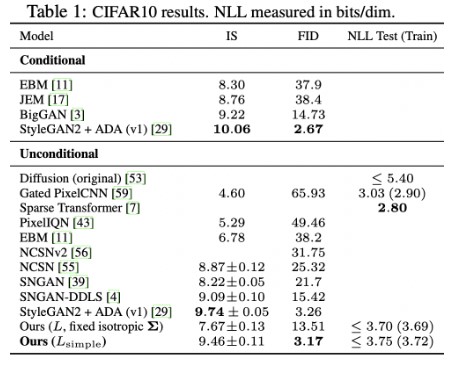 Table 1: CIFAR10 results. NLL measured in bits/dim.
Model IS FID NLL Test (Train)
Conditional
EBM [11] 8.30 37.9
JEM [17] 8.76 38.4
BigGAN [3] 9.22 14.73
StyleGAN2 + ADA (v1) [29] 10.06 2.67
Unconditional
Diffusion (original) [53] ≤ 5.40
Gated PixelCNN [59] 4.60 65.93 3.03 (2.90)
Sparse Transformer [7] 2.80
PixelIQN [43] 5.29 49.46
EBM [11] 6.78 38.2
NCSNv2 [56] 31.75
NCSN [55] 8.87±0.12 25.32
SNGAN [39] 8.22±0.05 21.7
SNGAN-DDLS [4] 9.09±0.10 15.42
StyleGAN2 + ADA (v1) [29] 9.74 ± 0.05 3.26
Ours (L, fixed isotropic Σ) 7.67±0.13 13.51 ≤ 3.70 (3.69)
Ours (Lsimple) 9.46±0.11 3.17 ≤ 3.75 (3.72)